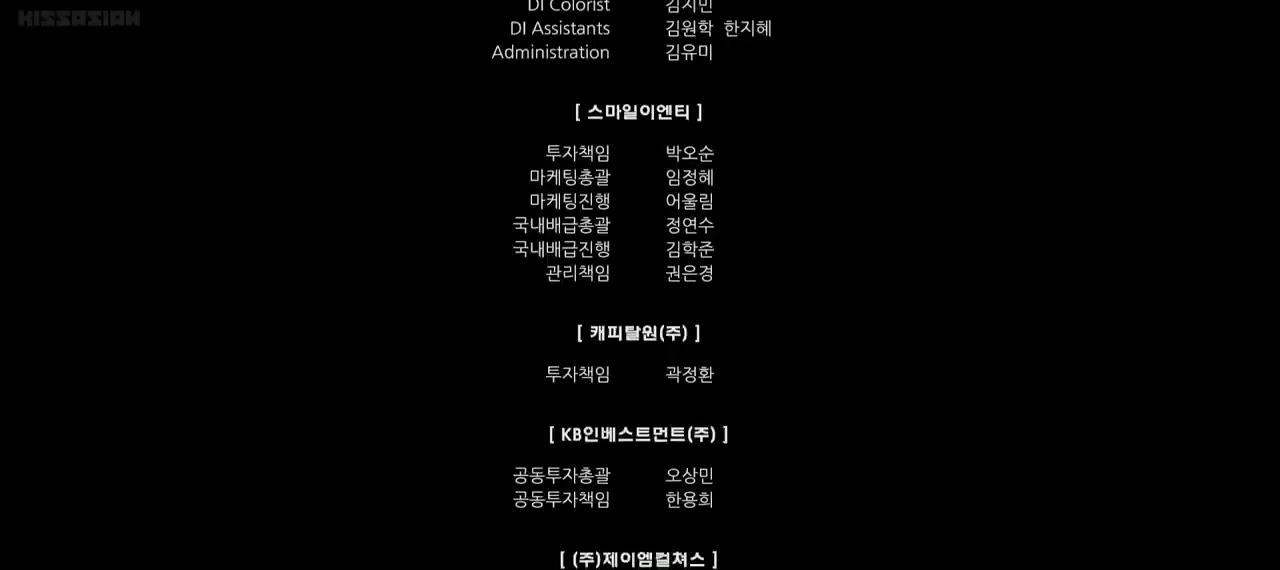 KISSASIAN
DI Colorist 김지민
DI Assistants 김원학 한지혜
Administration 김유미
[ 스마일이엔티 ]
투자책임 박오순
마케팅총괄 임정혜
마케팅진행 어울림
국내배급총괄 정연수
국내배급진행 김학준
관리책임 권은경
[ 캐피탈원(주) ]
투자책임 곽정환
[ KB인베스트먼트(주) ]
공동투자총괄 오상민
공동투자책임 한용희
[ (주)제이엠컬쳐스 ]